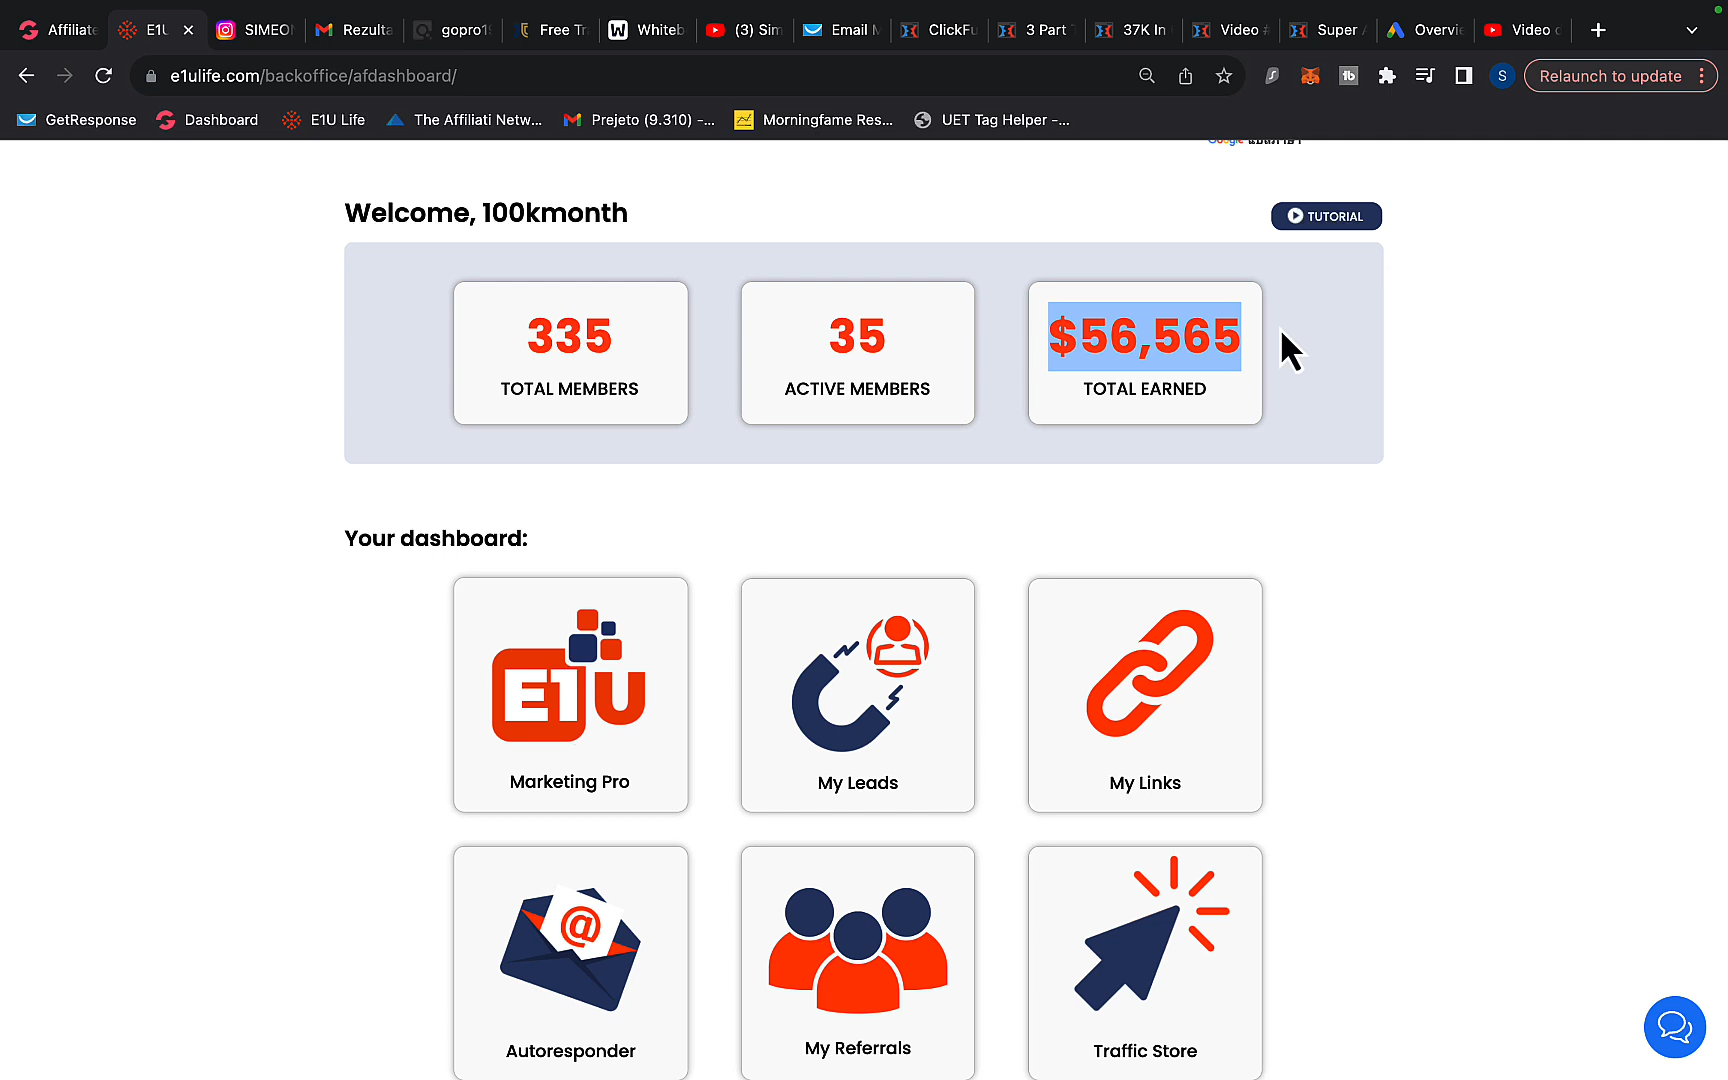 Affiliate
E1U
SIMEON
Rezulta
gopro1
Free Tr
Whiteb
(3) Sim
Email M
ClickFu
3 Part
37K In
Video #
Super A
Overvie
Video
e1ulife.com/backoffice/afdashboard/
Relaunch to update
S
GetResponse
Dashboard
E1U Life
The Affiliati Netw...
Prejeto (9.310) -...
Morningfame Res...
UET Tag Helper -...
Welcome, 100kmonth
TUTORIAL
335
TOTAL MEMBERS
35
ACTIVE MEMBERS
$56,565
TOTAL EARNED
Your dashboard:
E1U
Marketing Pro
My Leads
My Links
@
Autoresponder
My Referrals
Traffic Store